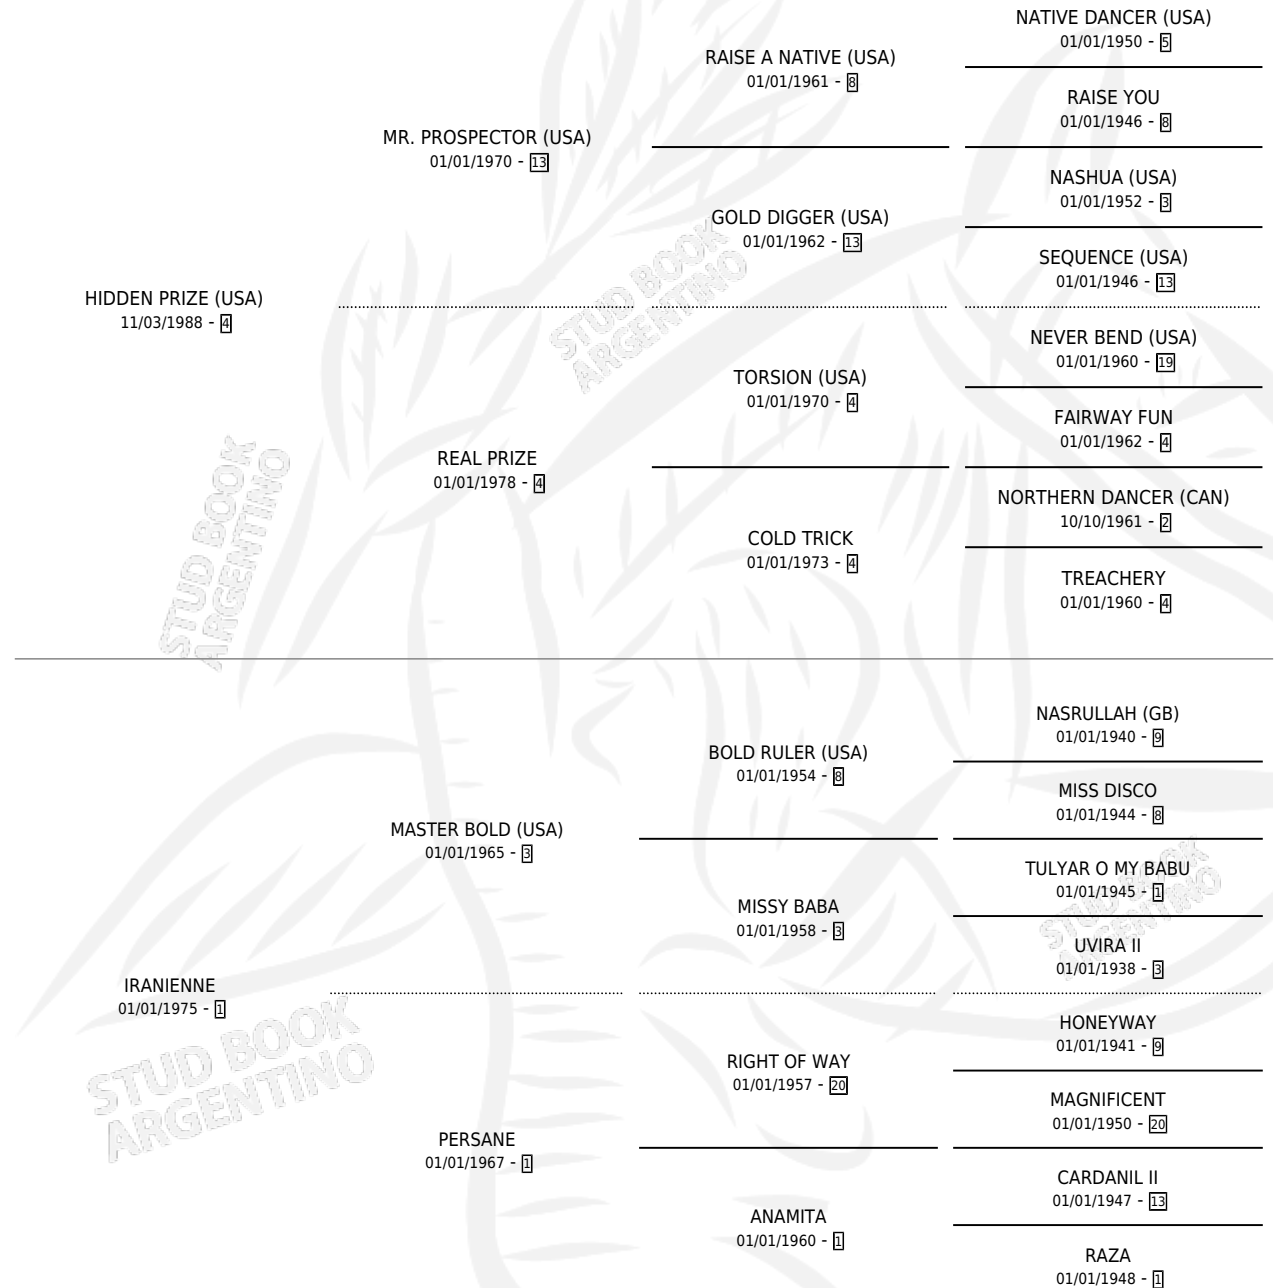 NATIVE DANCER (USA)
01/01/1950 - 5
RAISE A NATIVE (USA)
01/01/1961 - 8
RAISE YOU
01/01/1946 - 8
MR. PROSPECTOR (USA)
01/01/1970 - 13
NASHUA (USA)
01/01/1952 - 3
GOLD DIGGER (USA)
01/01/1962 - 13
SEQUENCE (USA)
01/01/1946 - 13
HIDDEN PRIZE (USA)
11/03/1988 - 4
STUD BOOK
ARGENTINO
NEVER BEND (USA)
01/01/1960 - 19
TORSION (USA)
01/01/1970 - 4
FAIRWAY FUN
01/01/1962 - 4
REAL PRIZE
01/01/1978 - 4
NORTHERN DANCER (CAN)
10/10/1961 - 2
COLD TRICK
01/01/1973 - 4
TREACHERY
01/01/1960 - 4
STUD BOOK
ARGENTINO
NASRULLAH (GB)
01/01/1940 - 9
BOLD RULER (USA)
01/01/1954 - 8
MISS DISCO
01/01/1944 - 8
MASTER BOLD (USA)
01/01/1965 - 3
TULYAR O MY BABU
01/01/1945 - 1
MISSY BABA
01/01/1958 - 3
STUD BOOK
ARGENTINO
UVIRA II
01/01/1938 - 3
IRANIENNE
01/01/1975 - 1
HONEYWAY
01/01/1941 - 9
RIGHT OF WAY
01/01/1957 - 20
MAGNIFICENT
01/01/1950 - 20
STUD BOOK
ARGENTINO
PERSANE
01/01/1967 - 1
CARDANIL II
01/01/1947 - 13
ANAMITA
01/01/1960 - 1
RAZA
01/01/1948 - 1